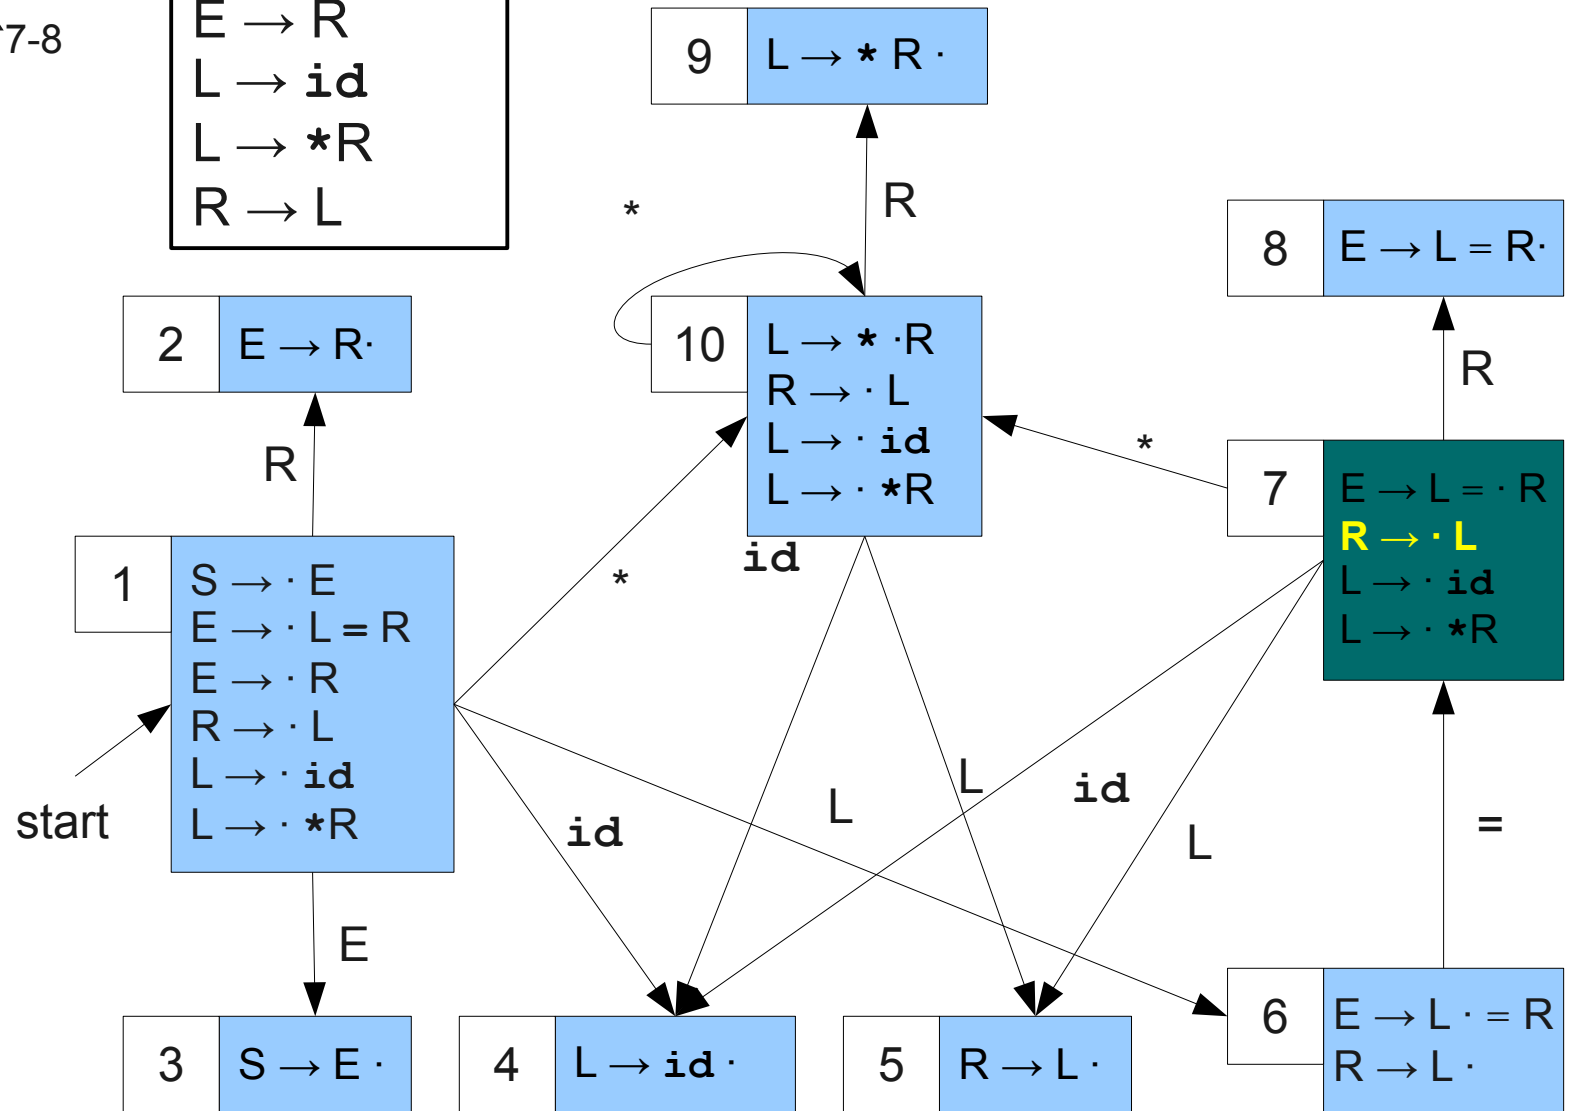 7-8
E → R
L → id
L → *R
R → L
9
L → * R ·
*
R
8
E → L = R·
2
E → R·
10
L → * ·R
R → · L
L → · id
L → · *R
R
R
*
7
E → L = · R
R → · L
L → · id
L → · *R
1
S → · E
E → · L = R
E → · R
R → · L
L → · id
L → · *R
id
*
start
id
L
L
id
L
=
E
3
S → E ·
4
L → id ·
5
R → L ·
6
E → L · = R
R → L ·